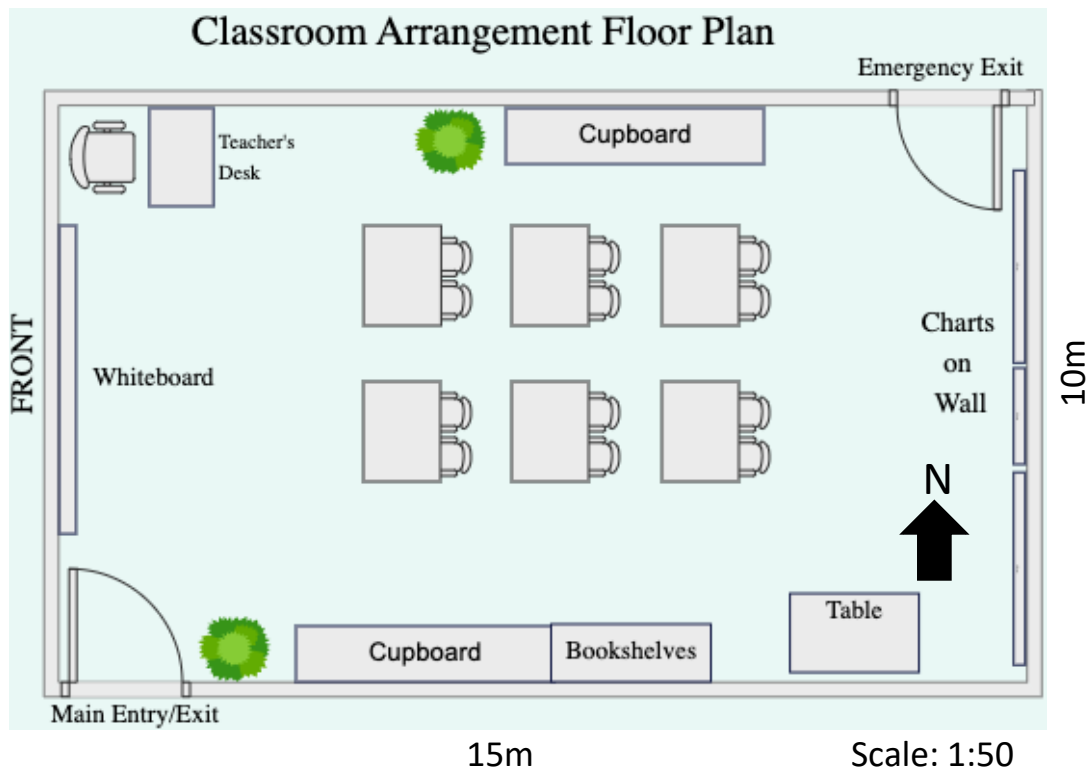 Classroom Arrangement Floor Plan
Emergency Exit
Cupboard
Teacher's
Desk
FRONT
Whiteboard
Charts
on
Wall
10m
N
Table
Cupboard
Bookshelves
Main Entry/Exit
15m
Scale: 1:50